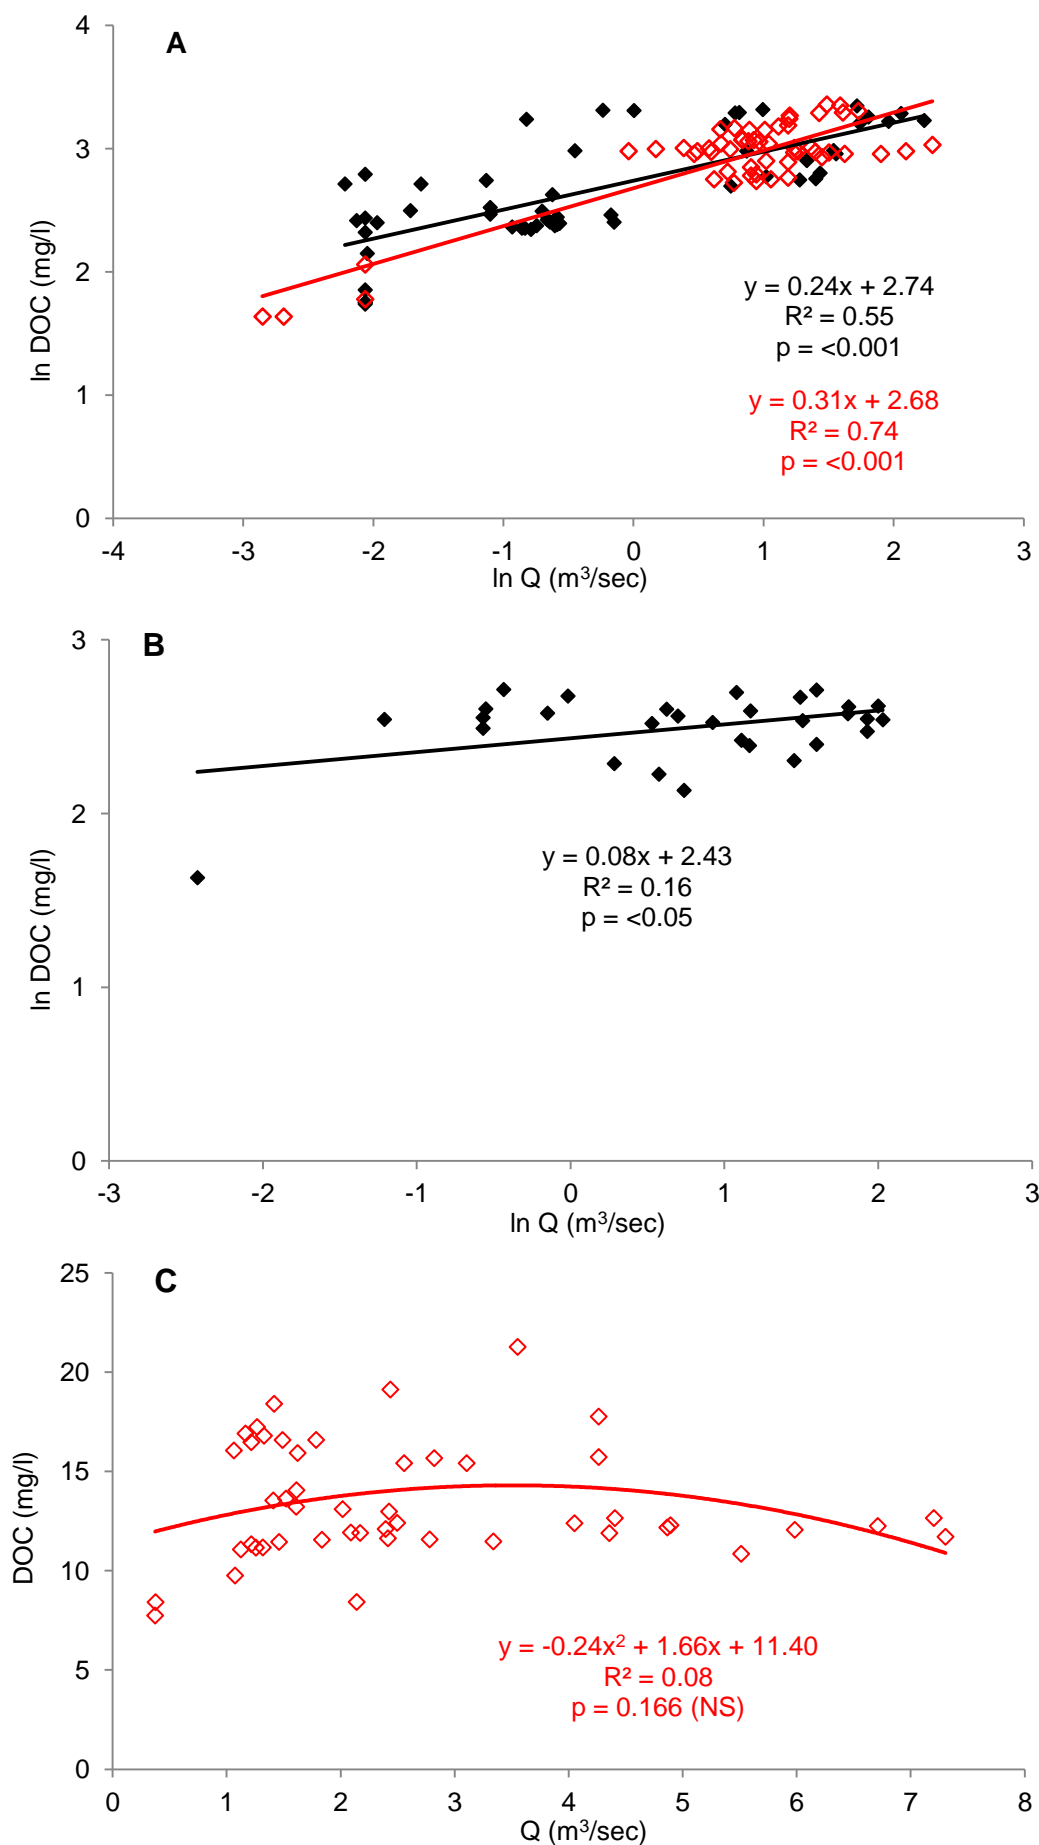 A
4
3
2
1
0
ln DOC (mg/l)
y = 0.24x + 2.74
R² = 0.55
p = <0.001
y = 0.31x + 2.68
R² = 0.74
p = <0.001
-4 -3 -2 -1 0 1 2 3
ln Q (m³/sec)
B
3
2
1
0
ln DOC (mg/l)
y = 0.08x + 2.43
R² = 0.16
p = <0.05
-3 -2 -1 0 1 2 3
ln Q (m³/sec)
C
25
20
15
10
5
0
DOC (mg/l)
y = -0.24x² + 1.66x + 11.40
R² = 0.08
p = 0.166 (NS)
0 1 2 3 4 5 6 7 8
Q (m³/sec)